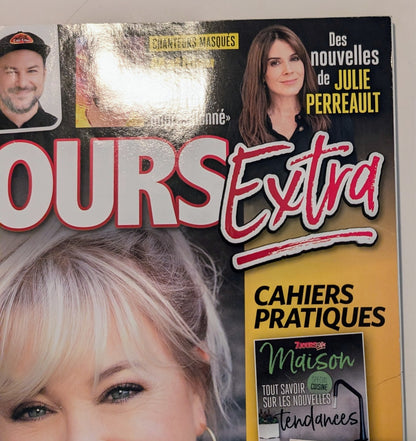 CHANTEURS MASQUÉS
Des
nouvelles
de JULIE
PERREAULT
OURS Extra
CAHIERS
PRATIQUES
7JOURS
Maison
TOUT SAVOIR
SUR LES NOUVELLES
tendances
CUISINE